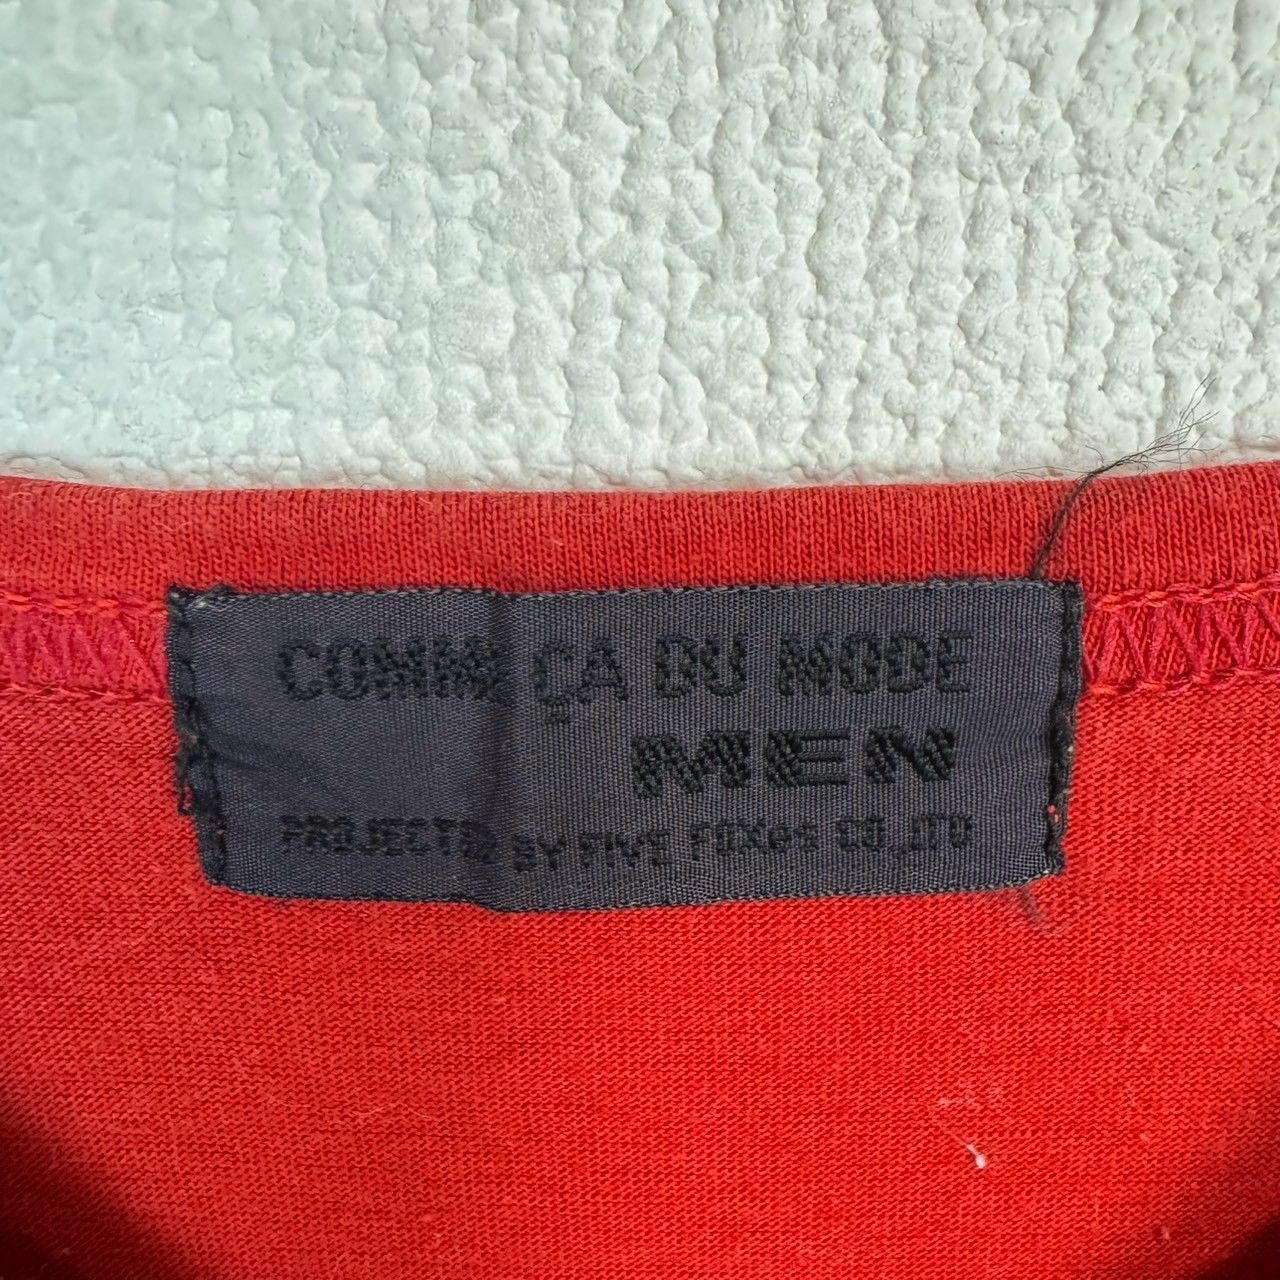 COMME ÇA DU MODE
MEN
PROJECTED BY FIVE FOXes CO.,LTD